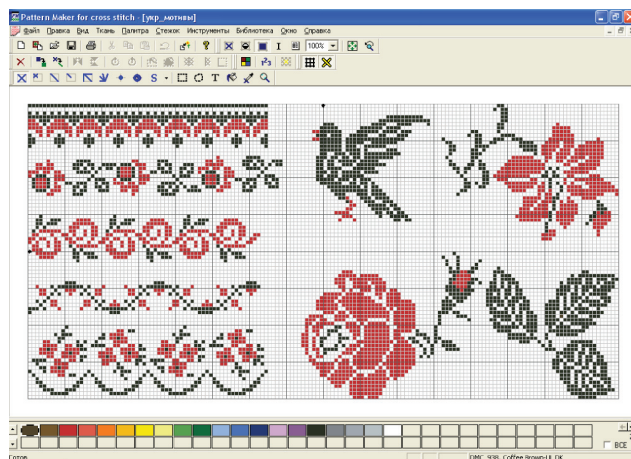 Pattern Maker for cross stitch - [укр_мотивы]
Файл Правка Вид Ткань Палитра Стежок Инструменты Библиотека Окно Справка
100%
T
S
ВСЕ
Готов
DMC 938 Coffee Brown-UL DK